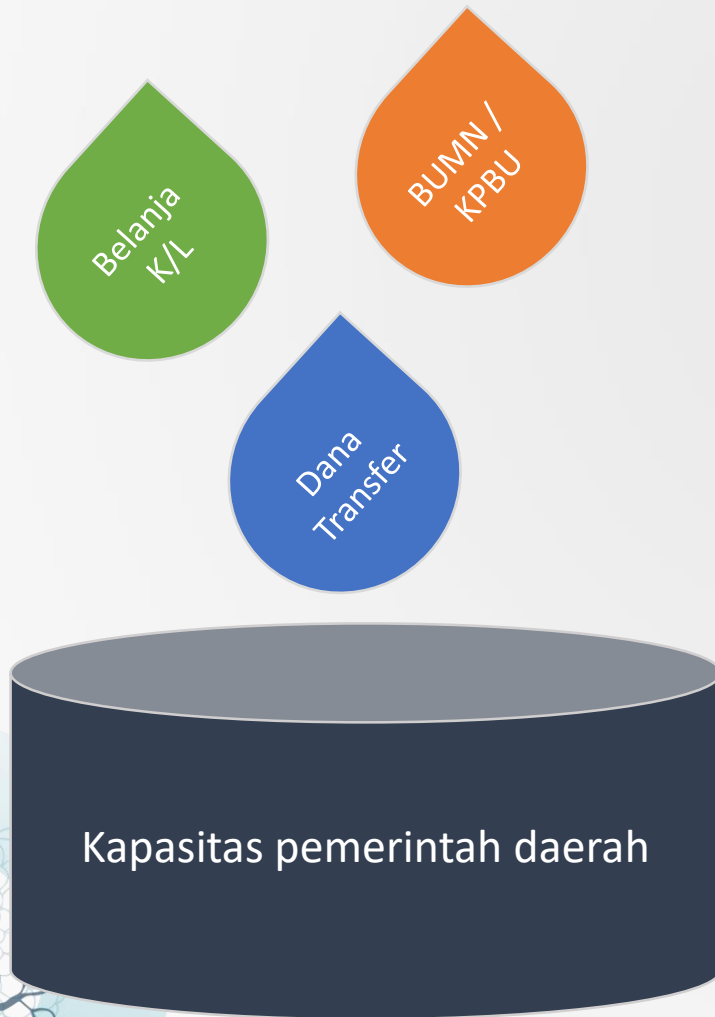 Belanja
K/L
BUMN /
KPBU
Dana
Transfer
Kapasitas pemerintah daerah